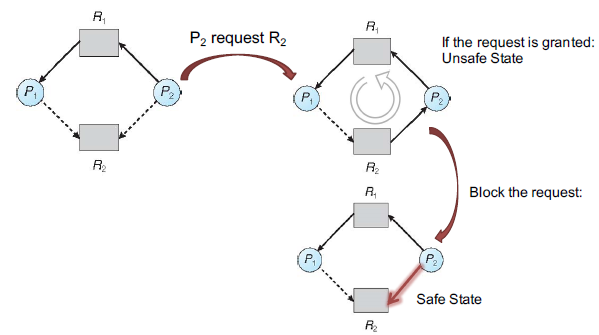 R₁
P₂ request R₂
P₁
P₂
R₂
R₁
If the request is granted:
Unsafe State
P₁
P₂
R₂
Block the request:
R₁
P₁
P₂
Safe State
R₂